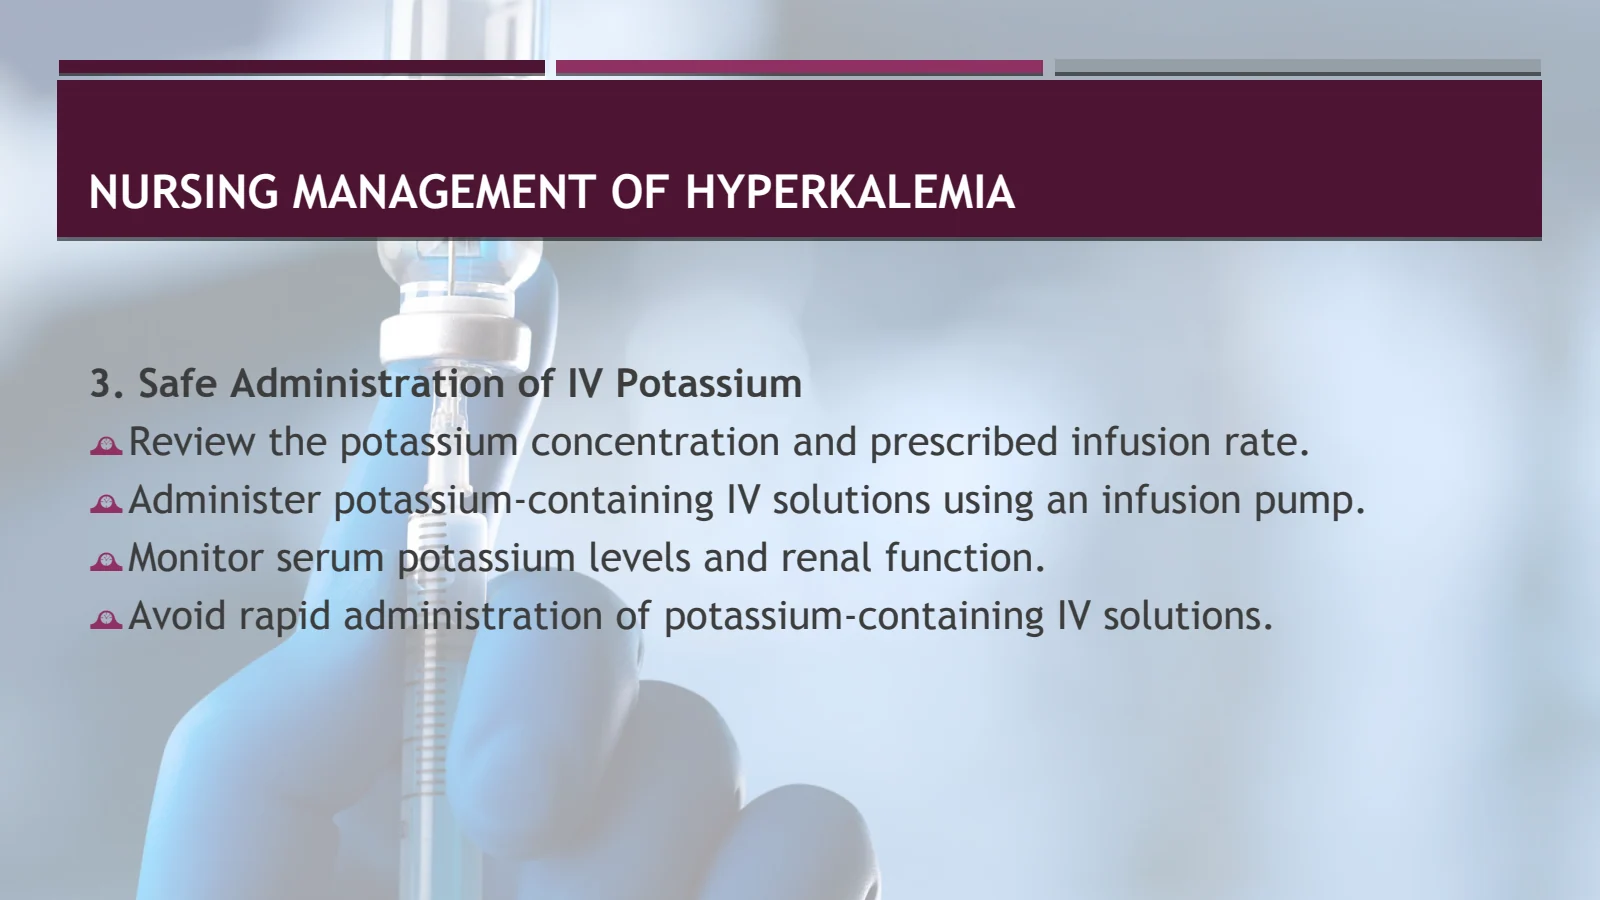 NURSING MANAGEMENT OF HYPERKALEMIA
3. Safe Administration of IV Potassium
Review the potassium concentration and prescribed infusion rate.
Administer potassium-containing IV solutions using an infusion pump.
Monitor serum potassium levels and renal function.
Avoid rapid administration of potassium-containing IV solutions.